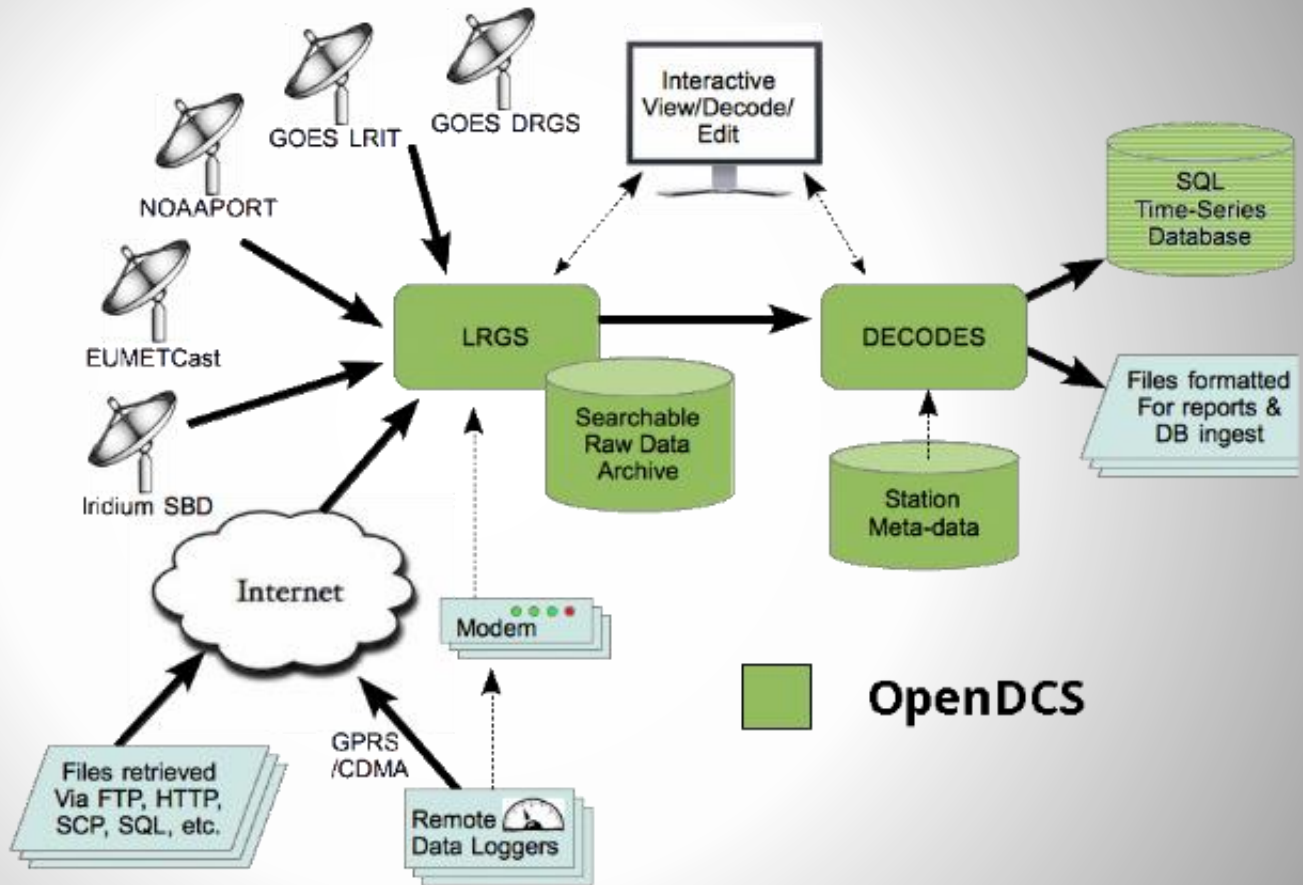 GOES LRIT
GOES DRGS
NOAAPORT
EUMETCast
Iridium SBD
Interactive
View/Decode/
Edit
SQL
Time-Series
Database
LRGS
DECODES
Searchable
Raw Data
Archive
Station
Meta-data
Files formatted
For reports &
DB ingest
Internet
Modem
OpenDCS
GPRS
/CDMA
Files retrieved
Via FTP, HTTP,
SCP, SQL, etc.
Remote
Data Loggers